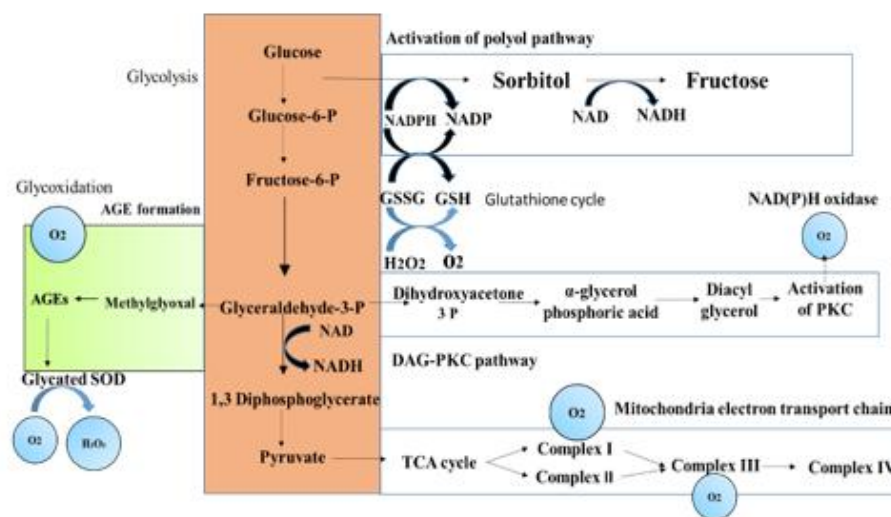 Activation of polyol pathway
Glucose
Glycolysis
Sorbitol
Fructose
Glucose-6-P
NADPH
NADP
NAD
NADH
Fructose-6-P
Glycoxidation
GSSG
GSH
Glutathione cycle
NAD(P)H oxidase
AGE formation
O2
O2
H2O2
O2
AGEs
Methylglyoxal
Glyceraldehyde-3-P
Dihydroxyacetone
3 P
α-glycerol
phosphoric acid
Diacyl
glycerol
Activation
of PKC
NAD
NADH
DAG-PKC pathway
Glycated SOD
1,3 Diphosphoglycerate
O2
Mitochondria electron transport chain
O2
H2O2
Pyruvate
TCA cycle
Complex I
Complex II
Complex III
Complex IV
O2